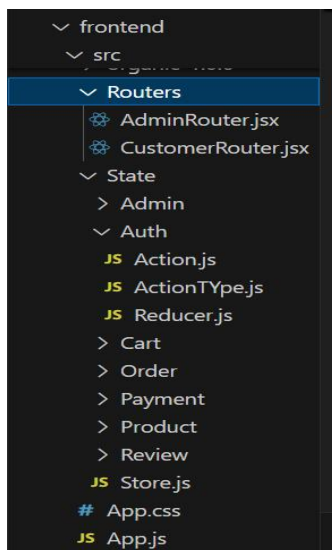 frontend
src
Routers
AdminRouter.jsx
CustomerRouter.jsx
State
Admin
Auth
JS Action.js
JS ActionTYpe.js
JS Reducer.js
Cart
Order
Payment
Product
Review
JS Store.js
# App.css
JS App.js